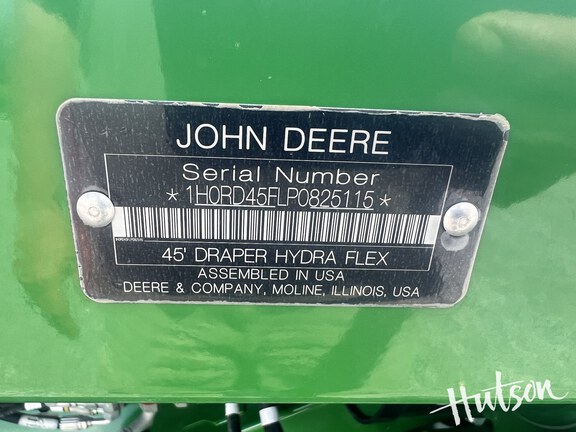 JOHN DEERE
Serial Number
*1H0RD45FLP0825115*
45' DRAPER HYDRA FLEX
ASSEMBLED IN USA
DEERE & COMPANY, MOLINE, ILLINOIS, USA
Hutson